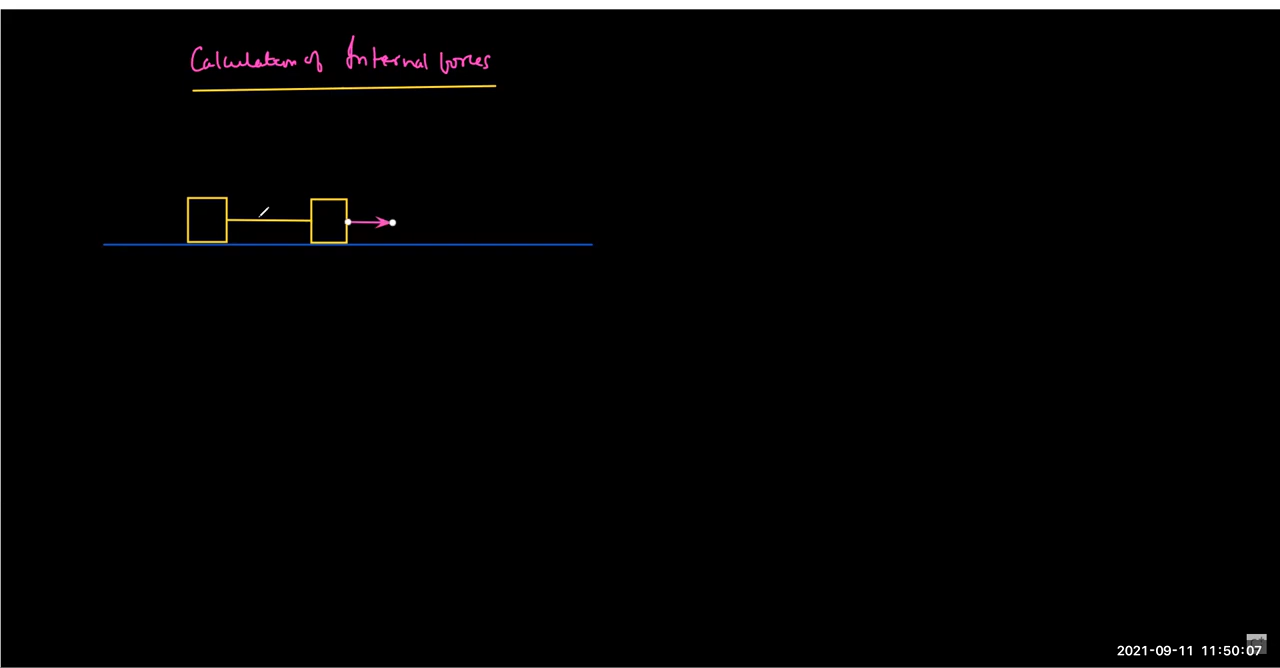 Calculation of Internal forces
2021-09-11 11:50:07